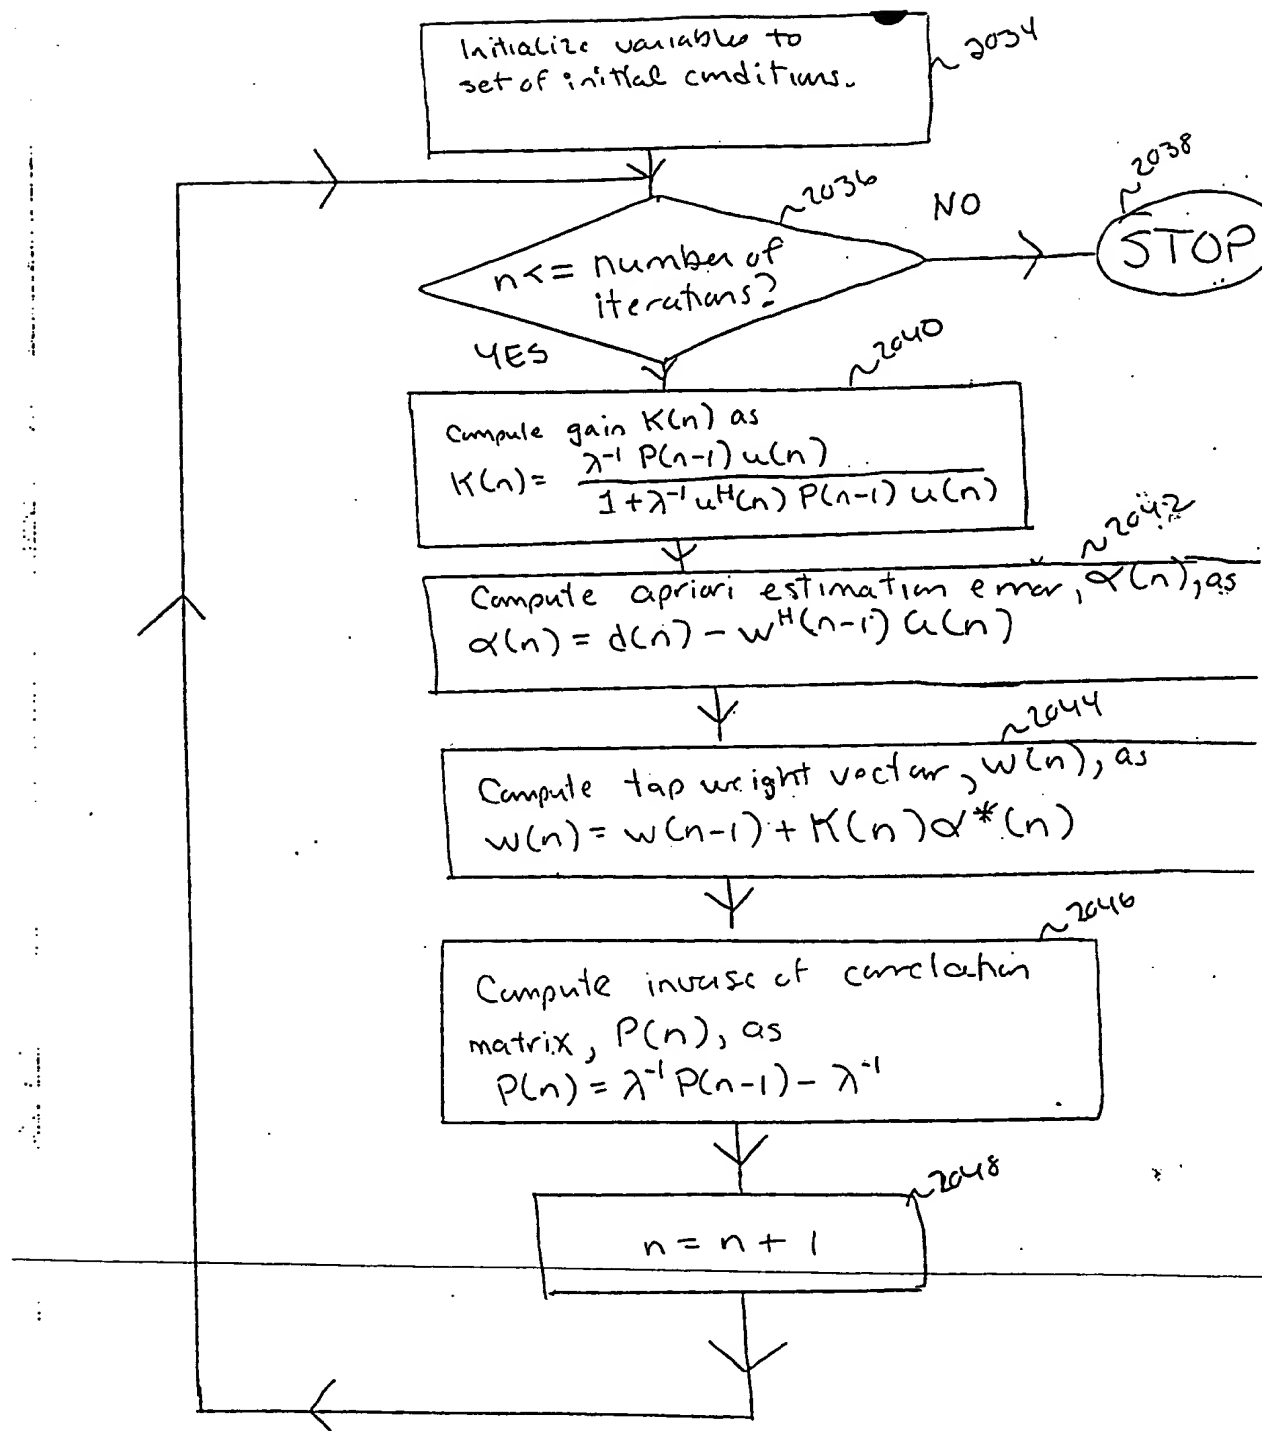 Initialize variables to
set of initial conditions.
2034
2036
n<= number of
iterations?
NO
2038
STOP
YES
2040
Compute gain K(n) as
K(n) = λ⁻¹ P(n-1) u(n)
1 + λ⁻¹ uᴴ(n) P(n-1) u(n)
2042
Compute apriori estimation error, α(n), as
α(n) = d(n) - wᴴ(n-1) u(n)
2044
Compute tap weight vector, w(n), as
w(n) = w(n-1) + K(n) α*(n)
2046
Compute inverse of correlation
matrix, P(n), as
P(n) = λ⁻¹ P(n-1) - λ⁻¹
2048
n = n + 1